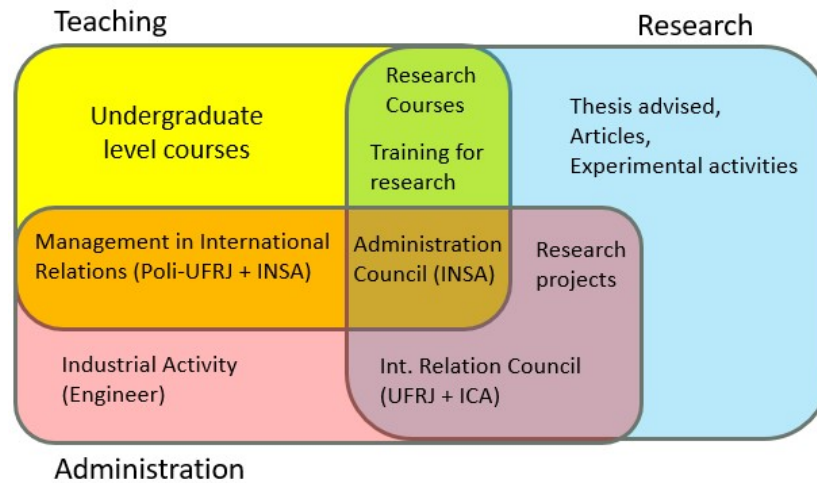 Teaching
Research
Undergraduate
level courses
Research
Courses
Training for
research
Thesis advised,
Articles,
Experimental activities
Management in International
Relations (Poli-UFRJ + INSA)
Administration
Council (INSA)
Research
projects
Industrial Activity
(Engineer)
Int. Relation Council
(UFRJ + ICA)
Administration